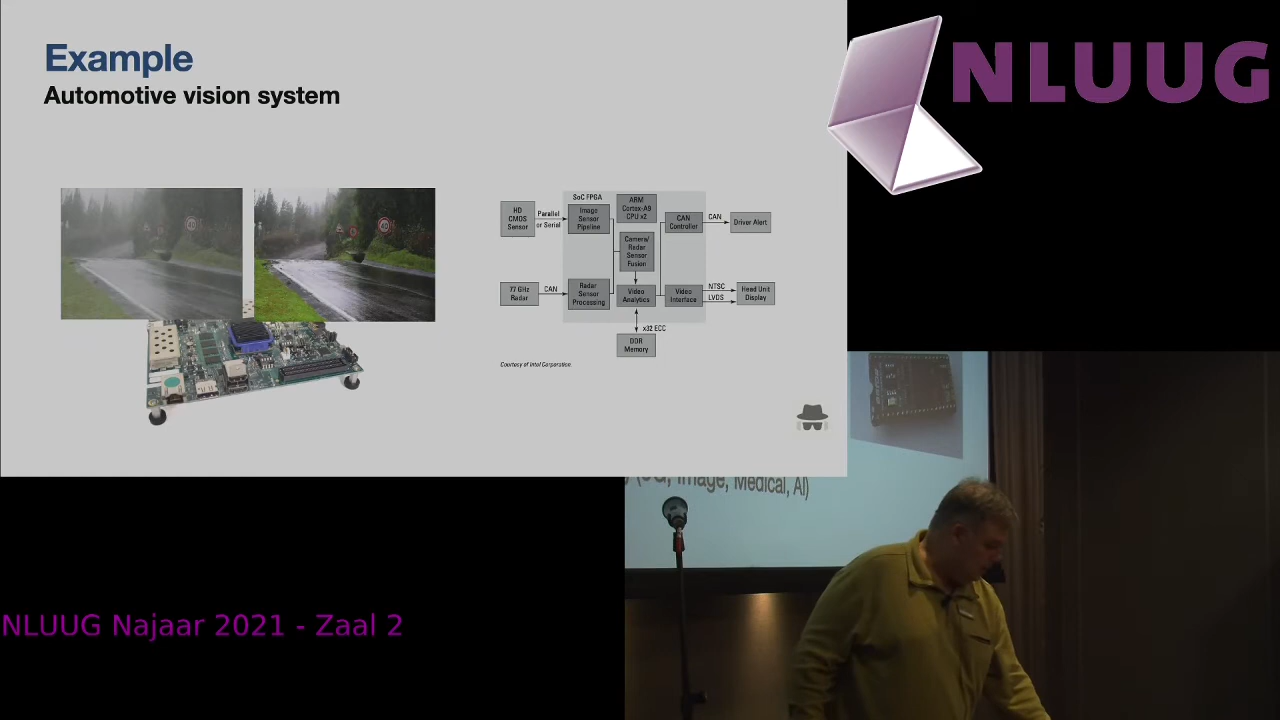 Example
Automotive vision system
SoC FPGA
HD
CMOS
Sensor
Parallel
or Serial
Image
Sensor
Pipeline
ARM
Cortex-A9
CPU x2
CAN
Controller
CAN
Driver Alert
Camera/
Radar
Sensor
Fusion
77 GHz
Radar
CAN
Radar
Sensor
Processing
Video
Analytics
Video
Interface
NTSC
LVDS
Head Unit
Display
x32 ECC
DDR
Memory
Courtesy of Intel Corporation.
NLUUG
Image, Medical, AI)
NLUUG Najaar 2021 - Zaal 2